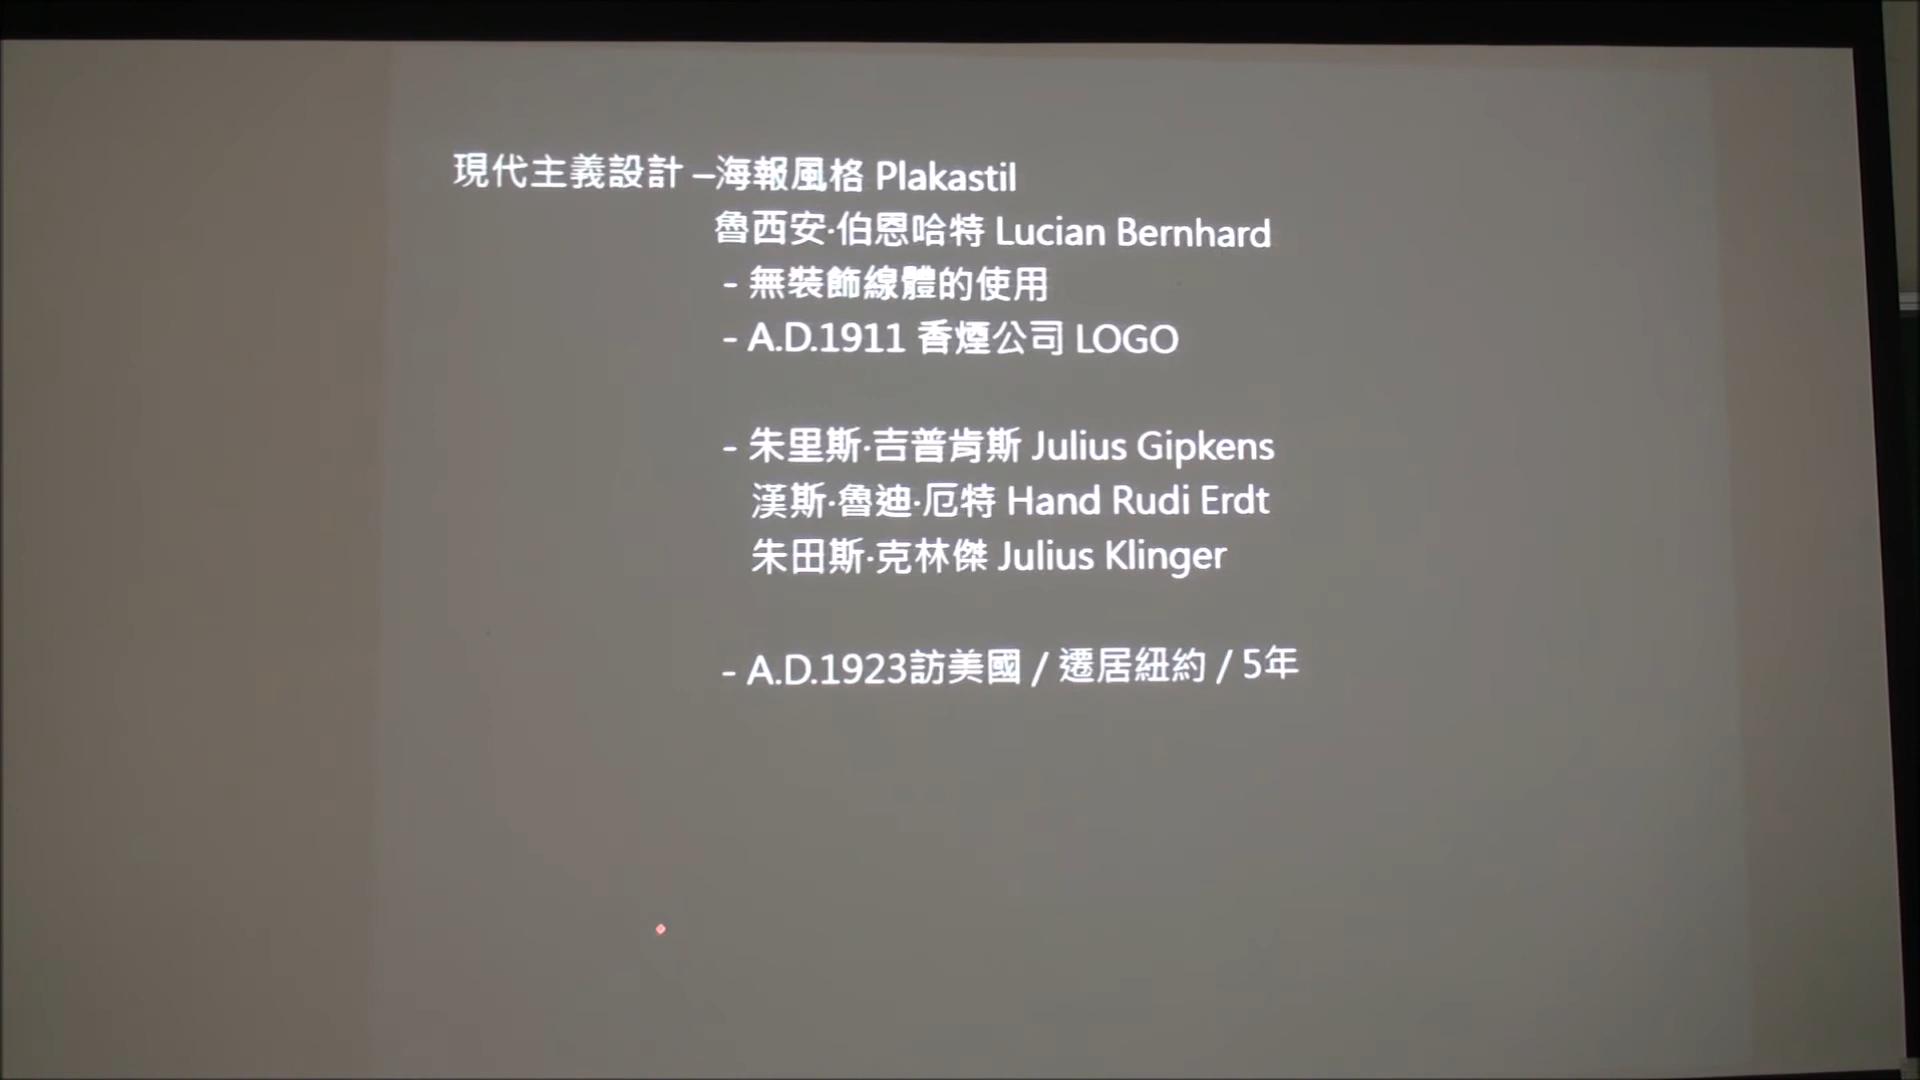 現代主義設計 –海報風格 Plakastil
魯西安·伯恩哈特 Lucian Bernhard
- 無裝飾線體的使用
- A.D.1911 香煙公司 LOGO
- 朱里斯·吉普肯斯 Julius Gipkens
漢斯·魯迪·厄特 Hand Rudi Erdt
朱田斯·克林傑 Julius Klinger
- A.D.1923訪美國 / 遷居紐約 / 5年